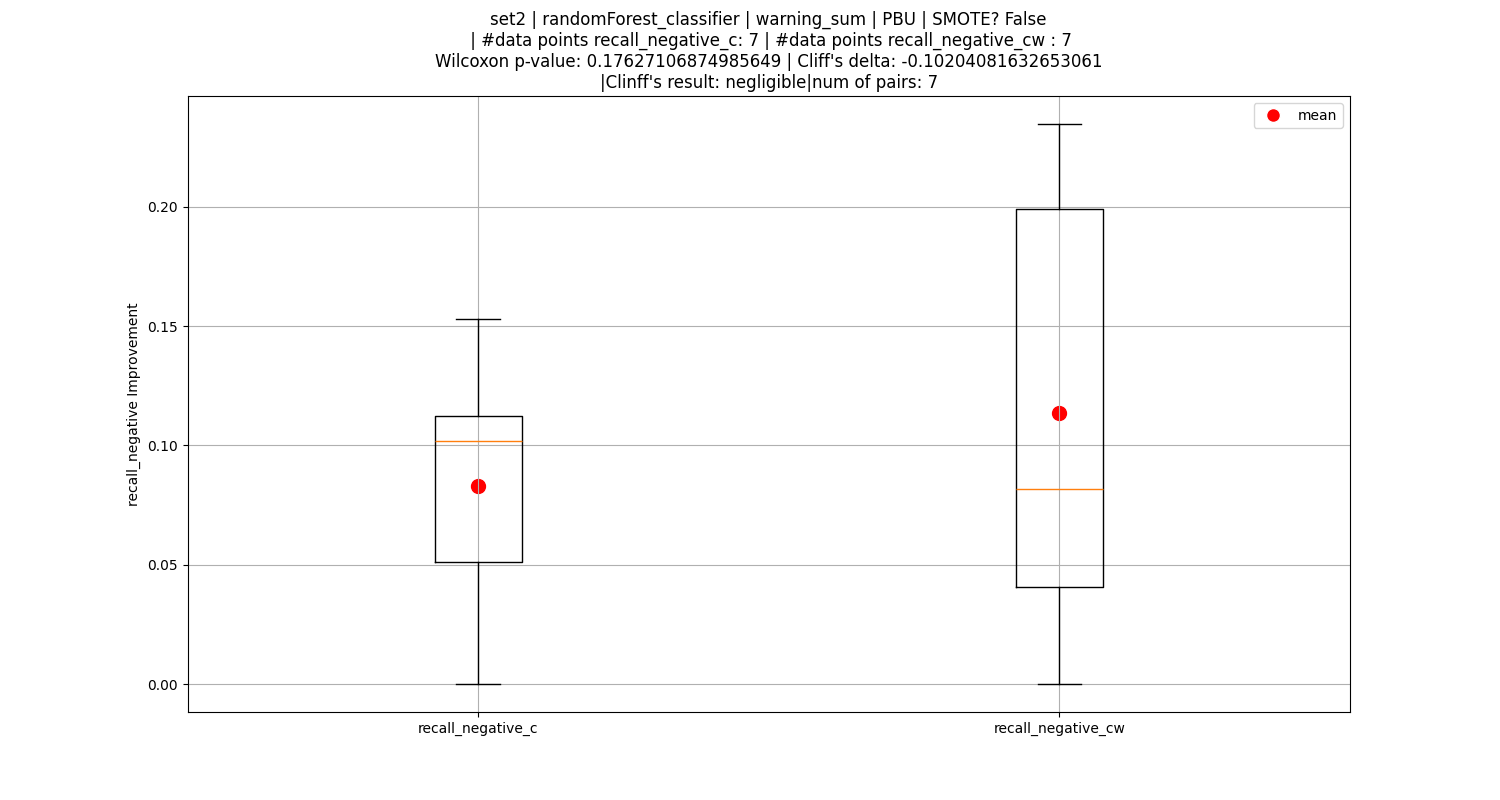 set2 | randomForest_classifier | warning_sum | PBU | SMOTE? False
| #data points recall_negative_c: 7 | #data points recall_negative_cw : 7
Wilcoxon p-value: 0.17627106874985649 | Cliff's delta: -0.10204081632653061
|Clinff's result: negligible|num of pairs: 7
mean
0.20
0.15
0.10
0.05
0.00
recall_negative Improvement
recall_negative_c
recall_negative_cw